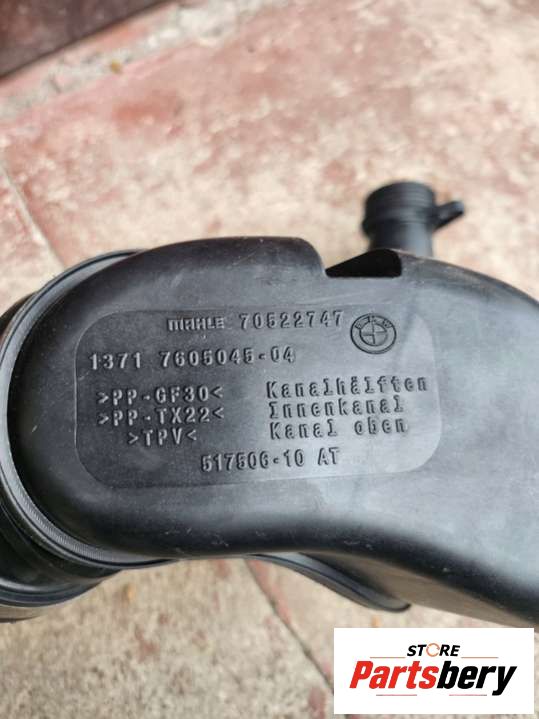 MAHLE 70522747
BMW
1371 7605045-04
>PP-GF30< Kanalhälften
>PP-TX22< Innenkanal
>TPV< Kanal oben
517506-10 AT
STORE
Partsbery